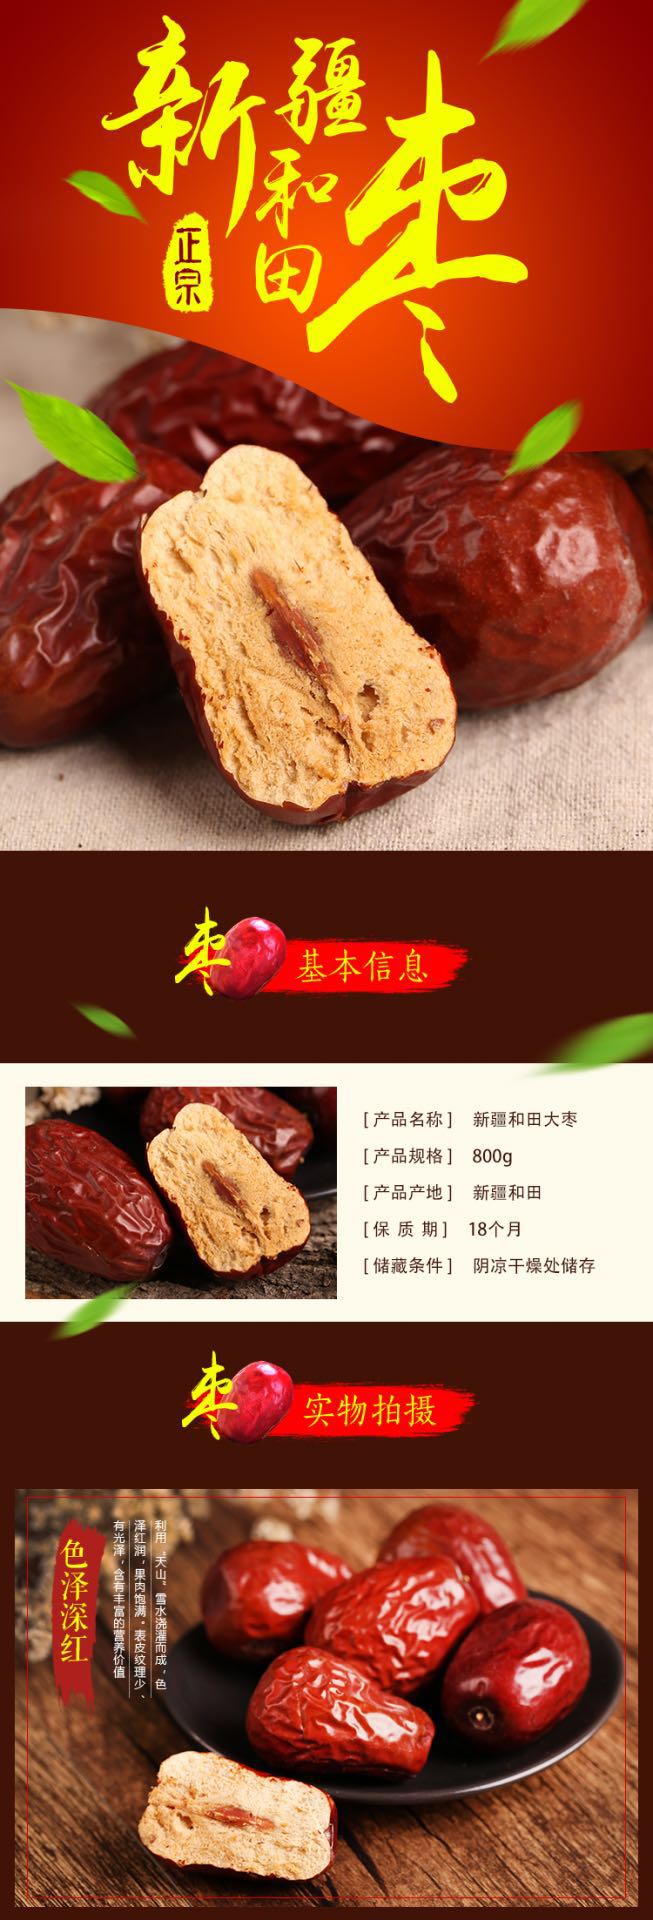 新疆和田枣
正宗
枣
基本信息
[ 产品名称 ] 新疆和田大枣
[ 产品规格 ] 800g
[ 产品产地 ] 新疆和田
[ 保 质 期 ] 18个月
[ 储藏条件 ] 阴凉干燥处储存
枣
实物拍摄
色泽深红
利用“天山”雪水浇灌而成，色
泽红润，果肉饱满。表皮纹理少、
有光泽，含有丰富的营养价值